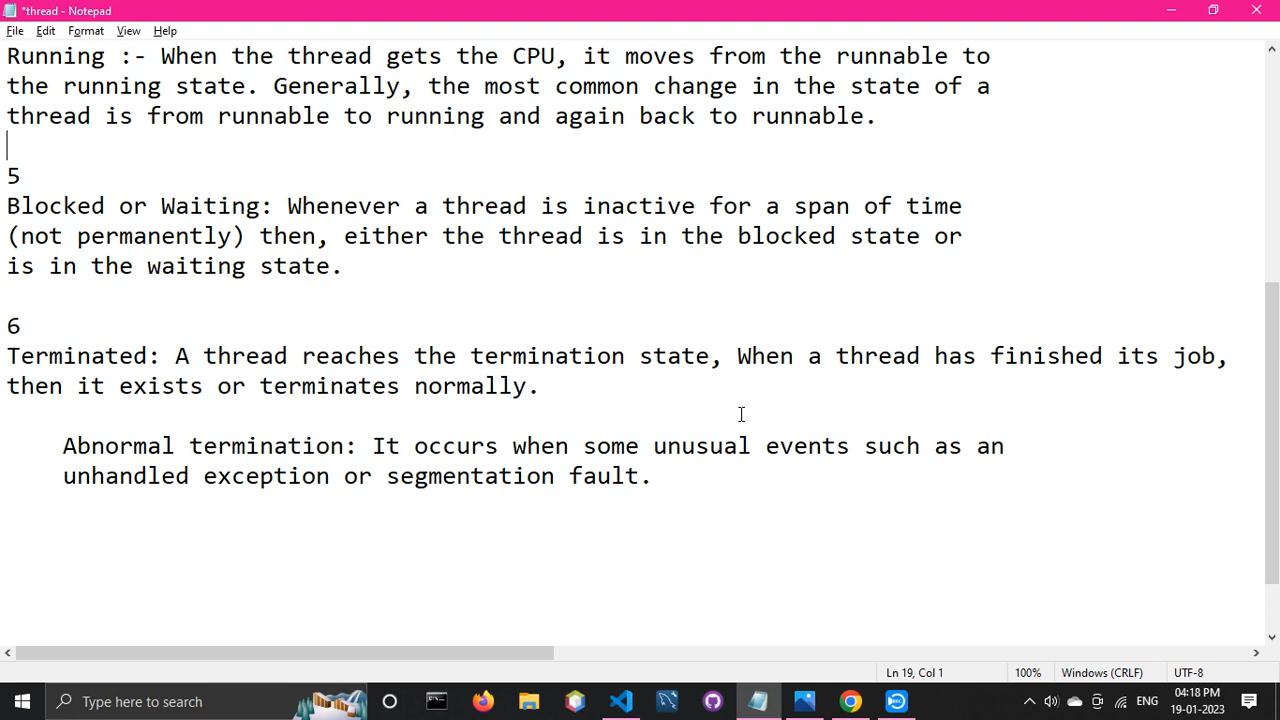 *thread - Notepad
File Edit Format View Help
Running :- When the thread gets the CPU, it moves from the runnable to
the running state. Generally, the most common change in the state of a
thread is from runnable to running and again back to runnable.
5
Blocked or Waiting: Whenever a thread is inactive for a span of time
(not permanently) then, either the thread is in the blocked state or
is in the waiting state.
6
Terminated: A thread reaches the termination state, When a thread has finished its job,
then it exists or terminates normally.
Abnormal termination: It occurs when some unusual events such as an
unhandled exception or segmentation fault.
Ln 19, Col 1 100% Windows (CRLF) UTF-8
Type here to search
ENG
04:18 PM
19-01-2023